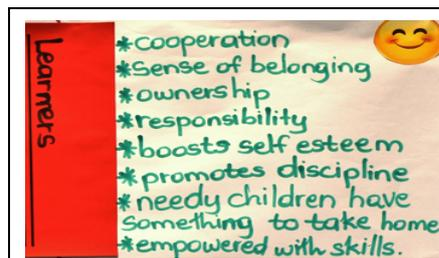 Learners
*cooperation
*sense of belonging
*ownership
*responsibility
*boosts self esteem
*promotes discipline
*needy children have
something to take home
*empowered with skills.